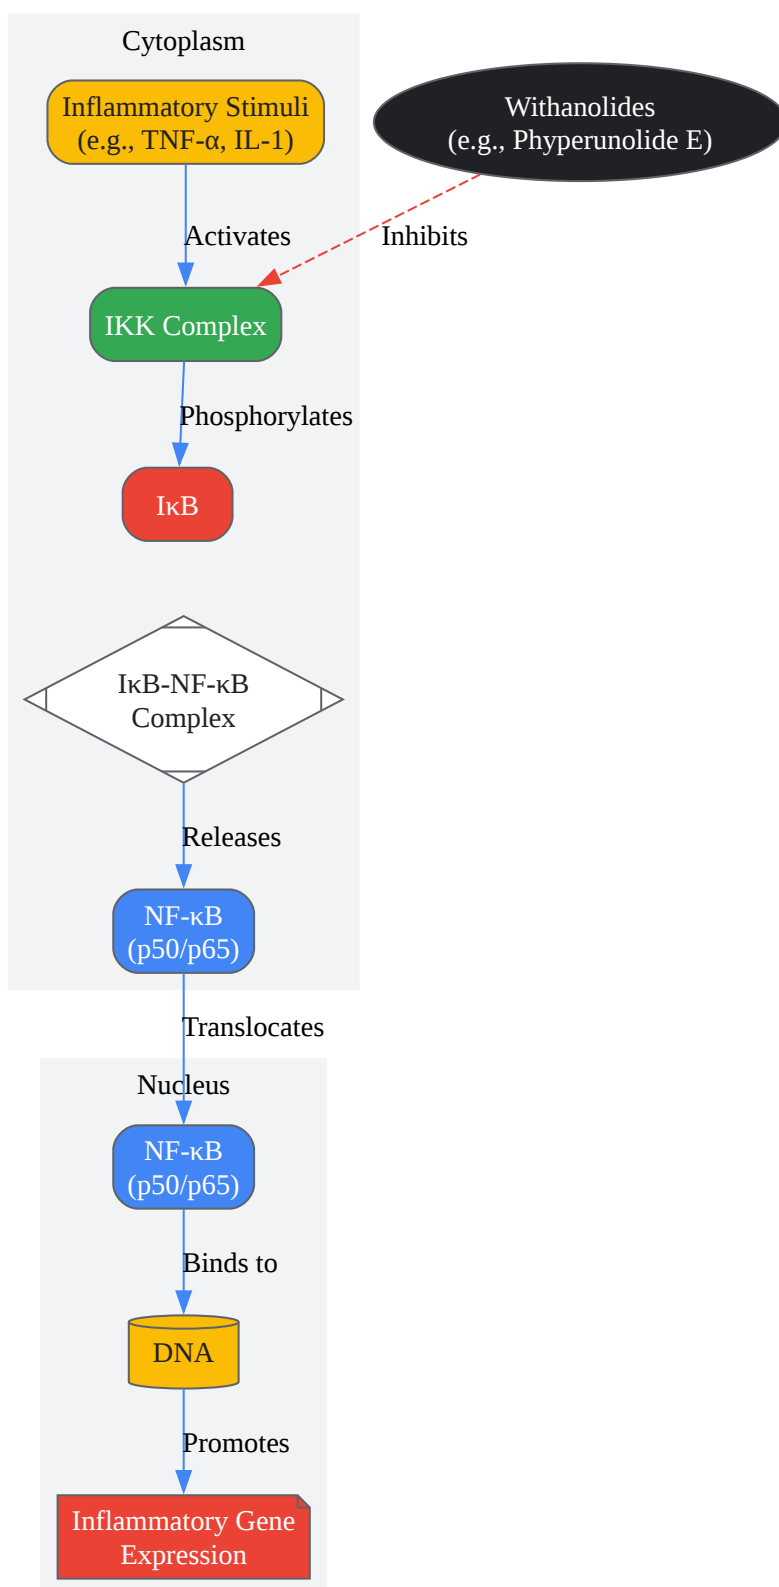 Cytoplasm
Inflammatory Stimuli
(e.g., TNF-α, IL-1)
Withanolides
(e.g., Phyperunolide E)
Activates
Inhibits
IKK Complex
Phosphorylates
IκB
IκB-NF-κB
Complex
Releases
NF-κB
(p50/p65)
Translocates
Nucleus
NF-κB
(p50/p65)
Binds to
DNA
Promotes
Inflammatory Gene
Expression